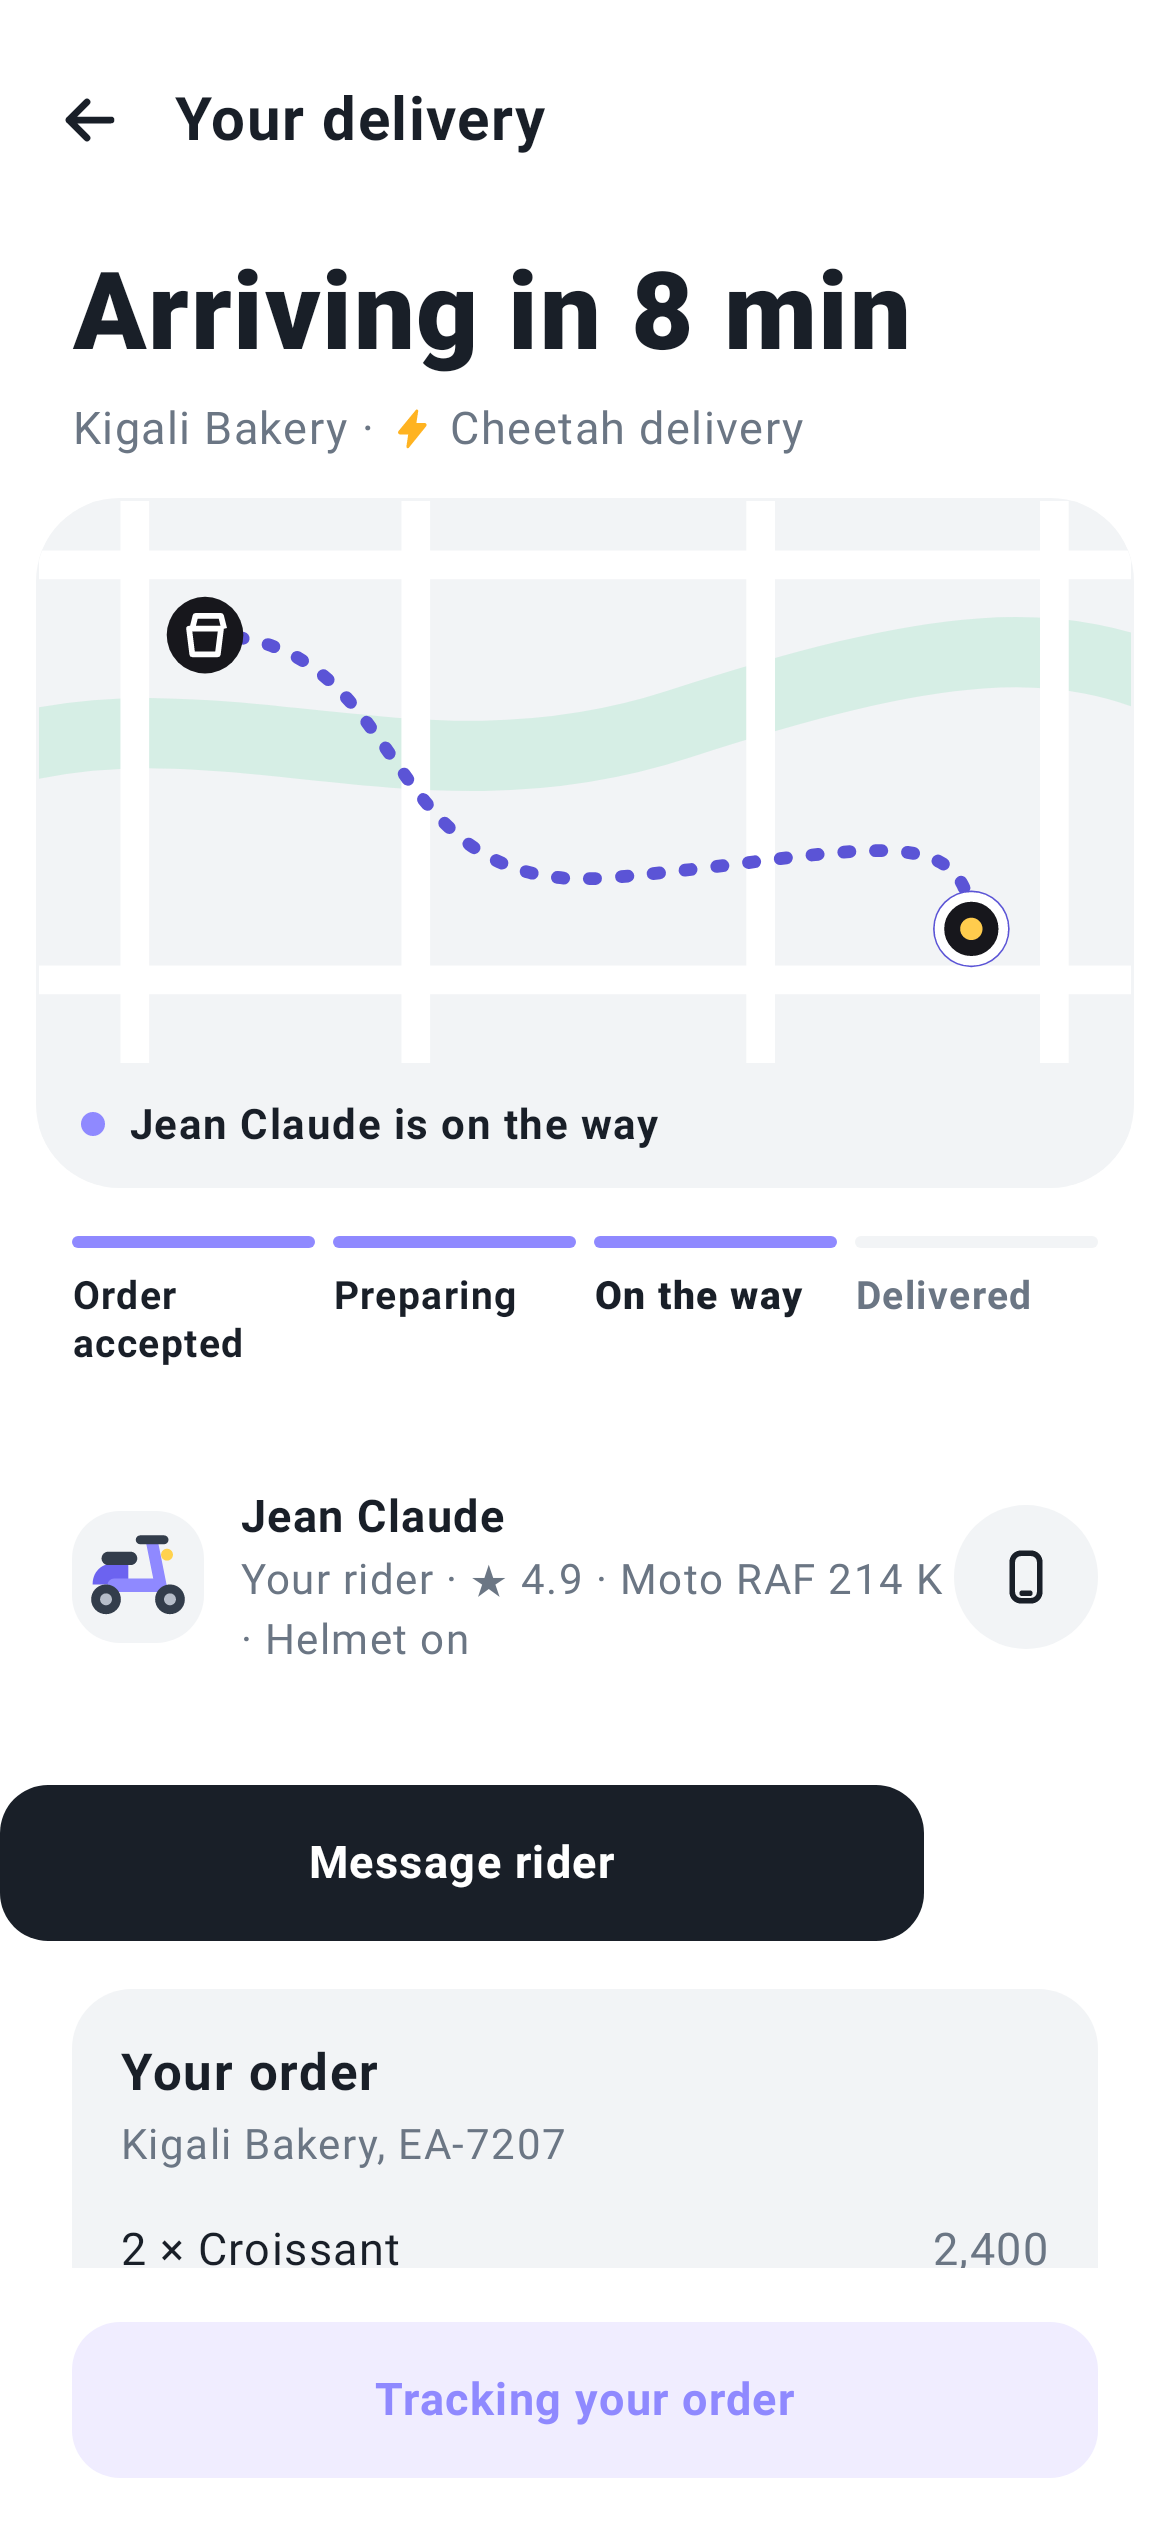 Your delivery
Arriving in 8 min
Kigali Bakery · ⚡ Cheetah delivery
Jean Claude is on the way
Order accepted
Preparing
On the way
Delivered
Jean Claude
Your rider · ★ 4.9 · Moto RAF 214 K
· Helmet on
Message rider
Your order
Kigali Bakery, EA-7207
2 × Croissant 2,400
Tracking your order